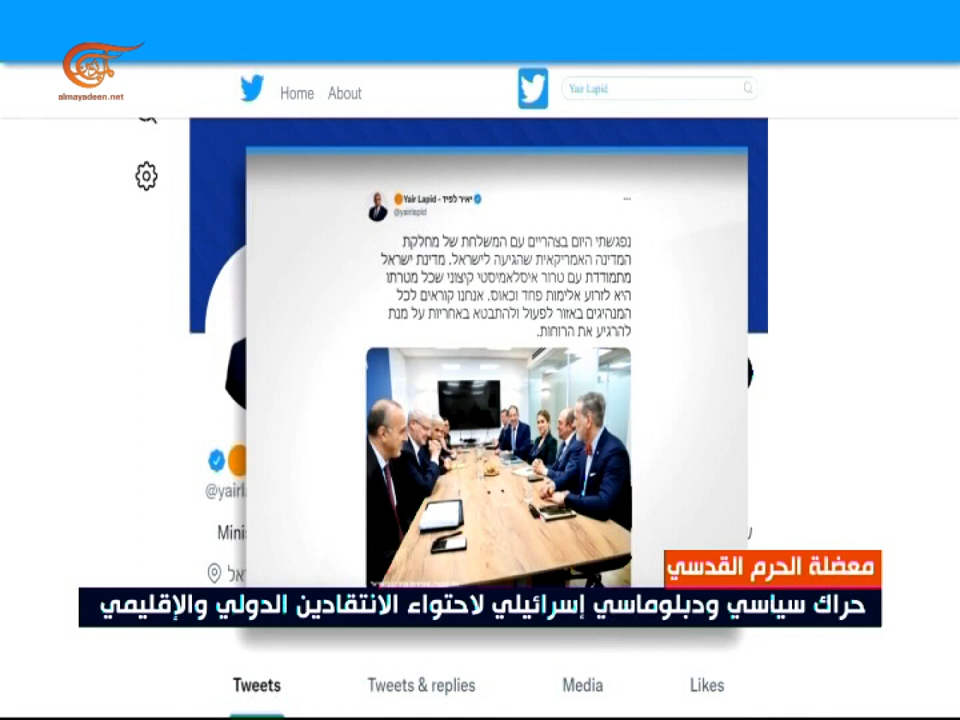 almayadeen.net
Home About
Yair Lapid
יאיר לפיד - Yair Lapid
@yairlapid
נפגשתי היום בצהריים עם המשלחת של מחלקת
המדינה האמריקאית שהגיעה לישראל. מדינת ישראל
מתמודדת עם טרור איסלאמיסטי קיצוני שכל מטרתו
היא לזרוע אלימות פחד וכאוס. אנחנו קוראים לכל
המנהיגים באזור לפעול ולהתבטא באחריות על מנת
להרגיע את הרוחות.
@yairl
Minis
معضلة الحرم القدسي
حراك سياسي ودبلوماسي إسرائيلي لاحتواء الانتقادين الدولي والإقليمي
Tweets Tweets & replies Media Likes